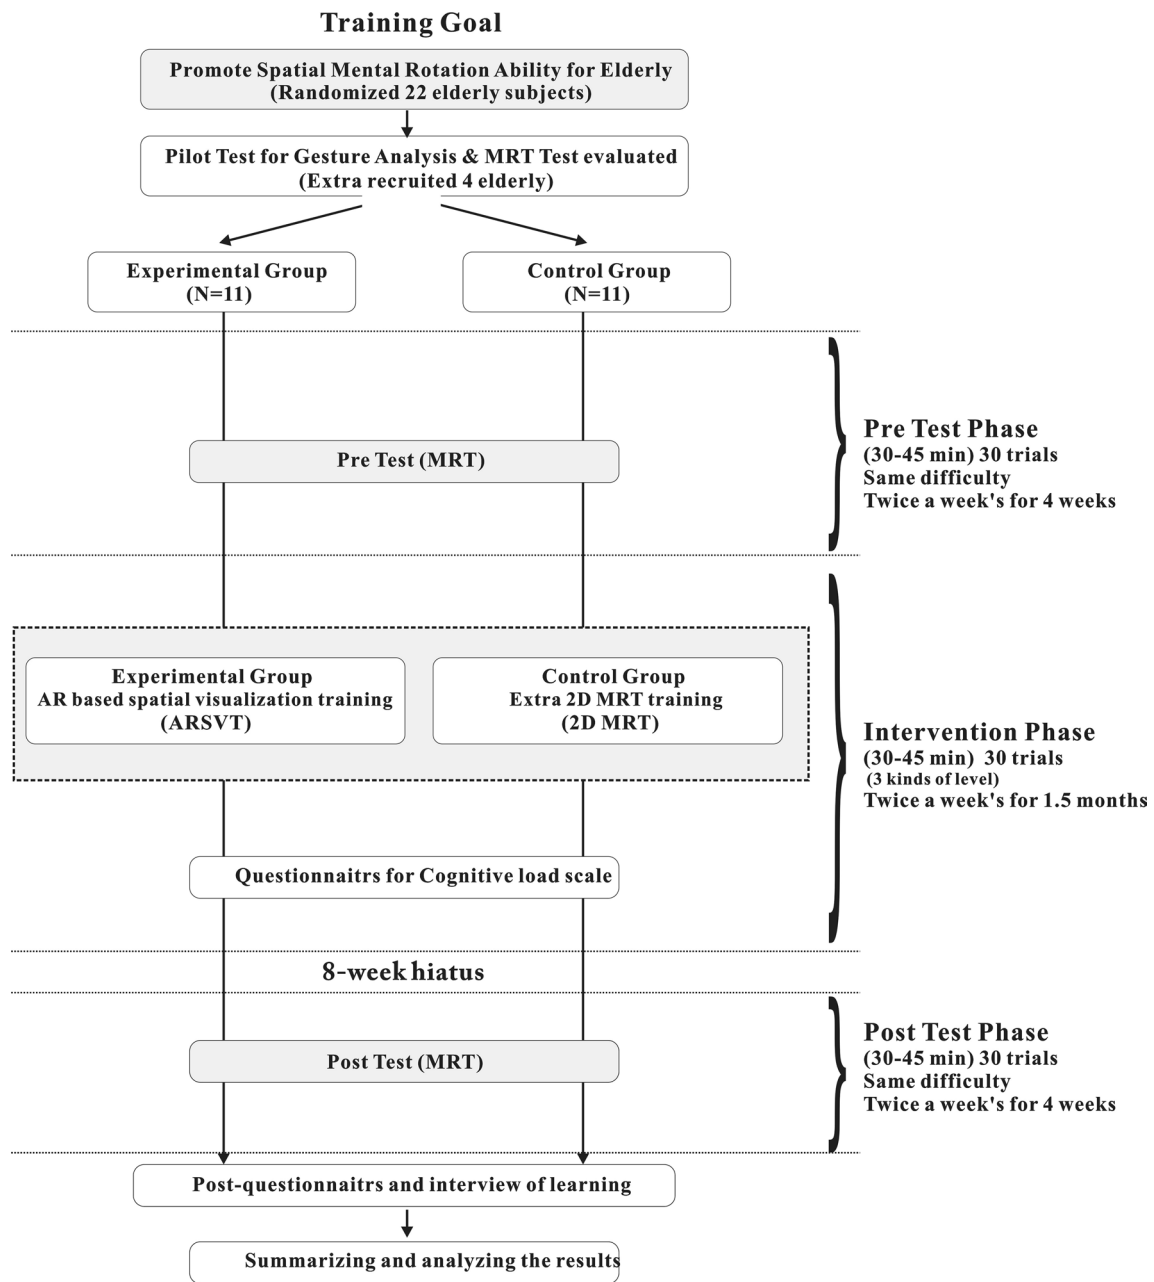 Training Goal
Promote Spatial Mental Rotation Ability for Elderly
(Randomized 22 elderly subjects)
Pilot Test for Gesture Analysis & MRT Test evaluated
(Extra recruited 4 elderly)
Experimental Group
(N=11)
Control Group
(N=11)
Pre Test (MRT)
Pre Test Phase
(30-45 min) 30 trials
Same difficulty
Twice a week's for 4 weeks
Experimental Group
AR based spatial visualization training
(ARSVT)
Control Group
Extra 2D MRT training
(2D MRT)
Intervention Phase
(30-45 min) 30 trials
(3 kinds of level)
Twice a week's for 1.5 months
Questionnaitrs for Cognitive load scale
8-week hiatus
Post Test (MRT)
Post Test Phase
(30-45 min) 30 trials
Same difficulty
Twice a week's for 4 weeks
Post-questionnaitrs and interview of learning
Summarizing and analyzing the results